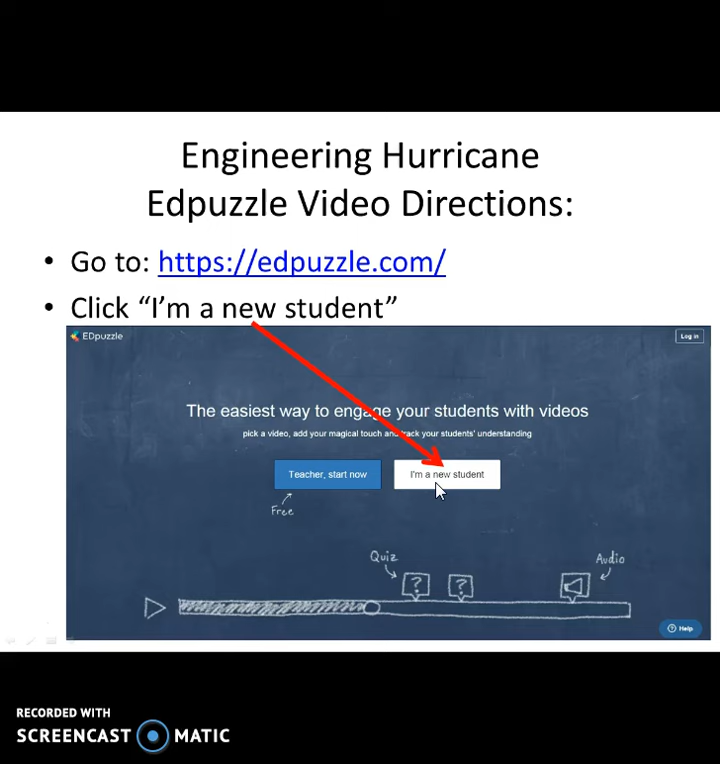 Engineering Hurricane
Edpuzzle Video Directions:
• Go to: https://edpuzzle.com/
• Click “I’m a new student”
EDpuzzle
Log in
The easiest way to engage your students with videos
pick a video, add your magical touch and track your students' understanding
Teacher, start now
I'm a new student
Free
Quiz
Audio
? ?
? Help
RECORDED WITH
SCREENCAST MATIC